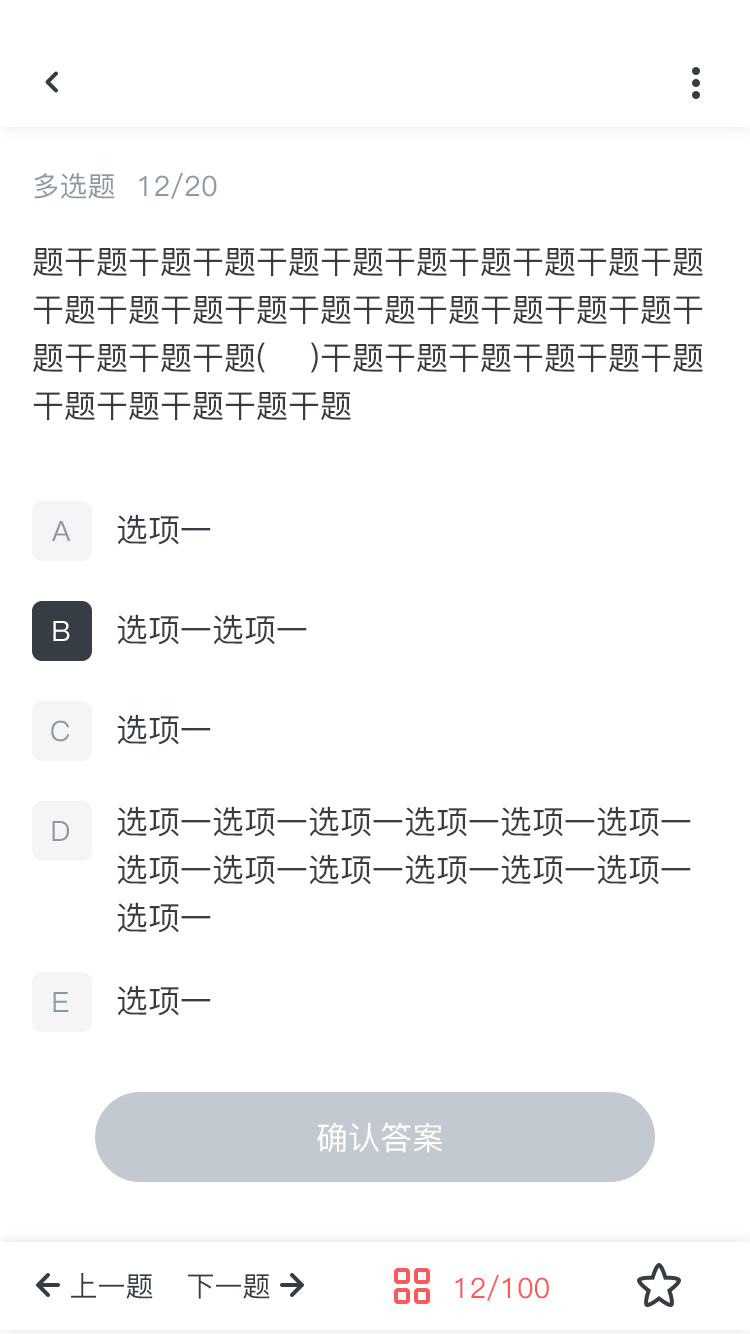 多选题 12/20
题干题干题干题干题干题干题干题干题干题干题
干题干题干题干题干题干题干题干题干题干题干
题干题干题干题( )干题干题干题干题干题干题
干题干题干题干题干题
A 选项一
B 选项一选项一
C 选项一
D 选项一选项一选项一选项一选项一选项一
选项一选项一选项一选项一选项一选项一
选项一
E 选项一
确认答案
上一题 下一题 12/100